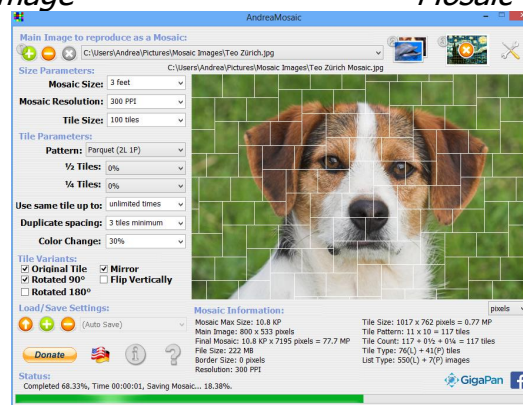 mage Mosaic
AndreaMosaic
Main Image to reproduce as a Mosaic:
C:\Users\Andrea\Pictures\Mosaic Images\Teo Zürich.jpg
Size Parameters:
C:\Users\Andrea\Pictures\Mosaic Images\Teo Zürich Mosaic.jpg
Mosaic Size: 3 feet
Mosaic Resolution: 300 PPI
Tile Size: 100 tiles
Tile Parameters:
Pattern: Parquet (2L 1P)
½ Tiles: 0%
¼ Tiles: 0%
Use same tile up to: unlimited times
Duplicate spacing: 3 tiles minimum
Color Change: 30%
Tile Variants:
Original Tile Mirror
Rotated 90º Flip Vertically
Rotated 180º
Load/Save Settings:
(Auto Save)
Donate
Status:
Completed 68.33%, Time 00:00:01, Saving Mosaic... 18.38%.
Mosaic Information:
pixels
Mosaic Max Size: 10.8 KP
Main Image: 800 x 533 pixels
Final Mosaic: 10.8 KP x 7195 pixels = 77.7 MP
File Size: 222 MB
Border Size: 0 pixels
Resolution: 300 PPI
Tile Size: 1017 x 762 pixels = 0.77 MP
Tile Pattern: 11 x 10 = 117 tiles
Tile Count: 117 + 0½ + 0¼ = 117 tiles
Tile Type: 76(L) + 41(P) tiles
List Type: 550(L) + 7(P) images
GigaPan f